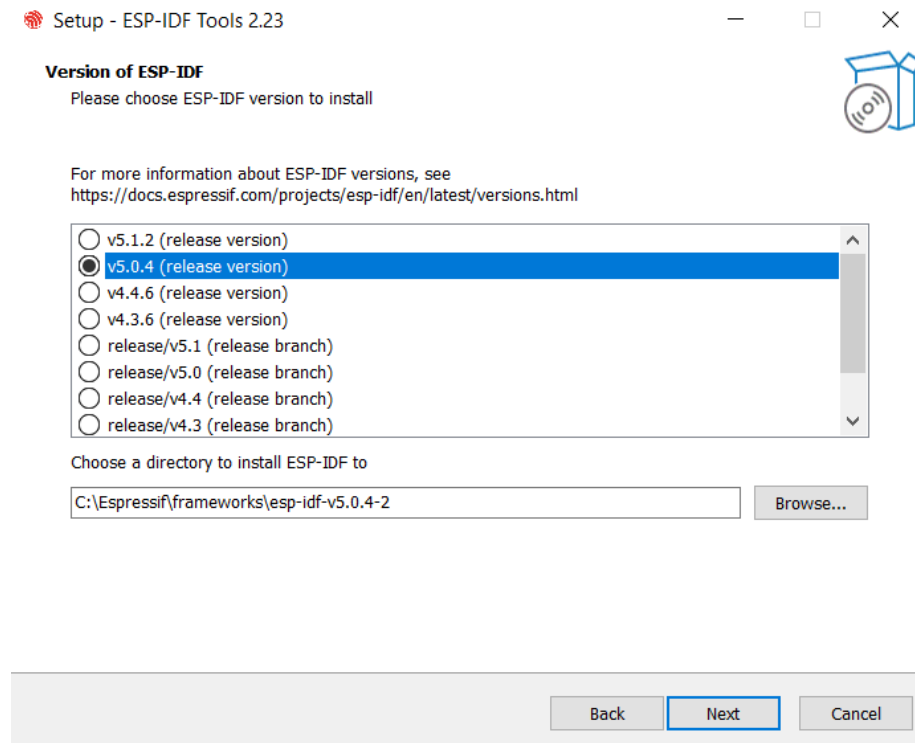 Setup - ESP-IDF Tools 2.23
Version of ESP-IDF
Please choose ESP-IDF version to install
For more information about ESP-IDF versions, see
https://docs.espressif.com/projects/esp-idf/en/latest/versions.html
v5.1.2 (release version)
v5.0.4 (release version)
v4.4.6 (release version)
v4.3.6 (release version)
release/v5.1 (release branch)
release/v5.0 (release branch)
release/v4.4 (release branch)
release/v4.3 (release branch)
Choose a directory to install ESP-IDF to
C:\Espressif\frameworks\esp-idf-v5.0.4-2
Browse...
Back Next Cancel